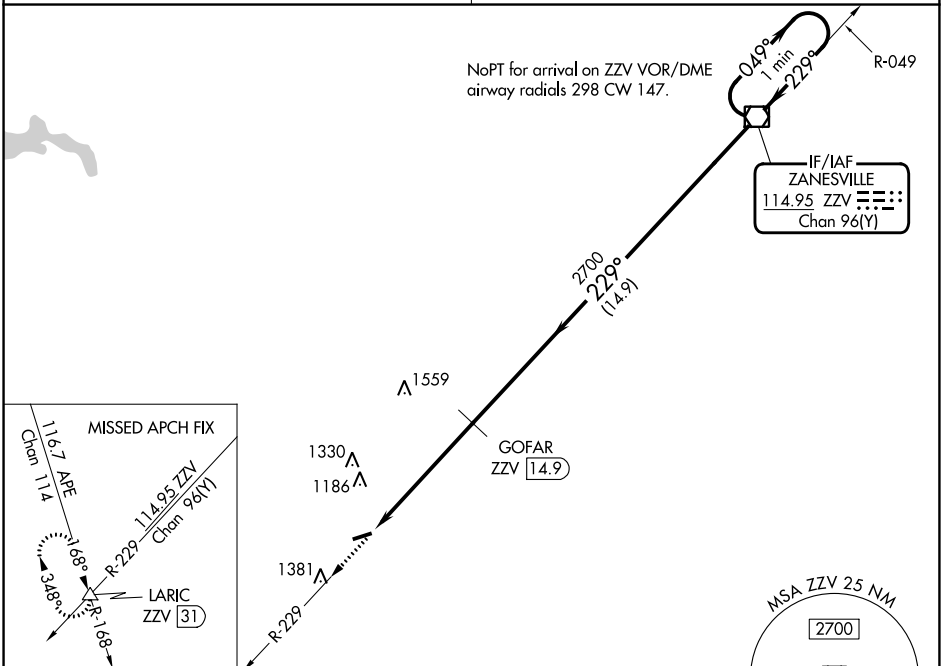 NoPT for arrival on ZZV VOR/DME
airway radials 298 CW 147.
049°
1 min
229°
R-049
IF/IAF
ZANESVILLE
114.95 ZZV
Chan 96(Y)
2700
229°
(14.9)
1559
GOFAR
ZZV 14.9
1330
1186
1381
R-229
MISSED APCH FIX
116.7 APE
Chan 114
114.95 ZZV
Chan 96(Y)
R-229
168°
348°
LARIC
ZZV 31
R-168
MSA ZZV 25 NM
2700